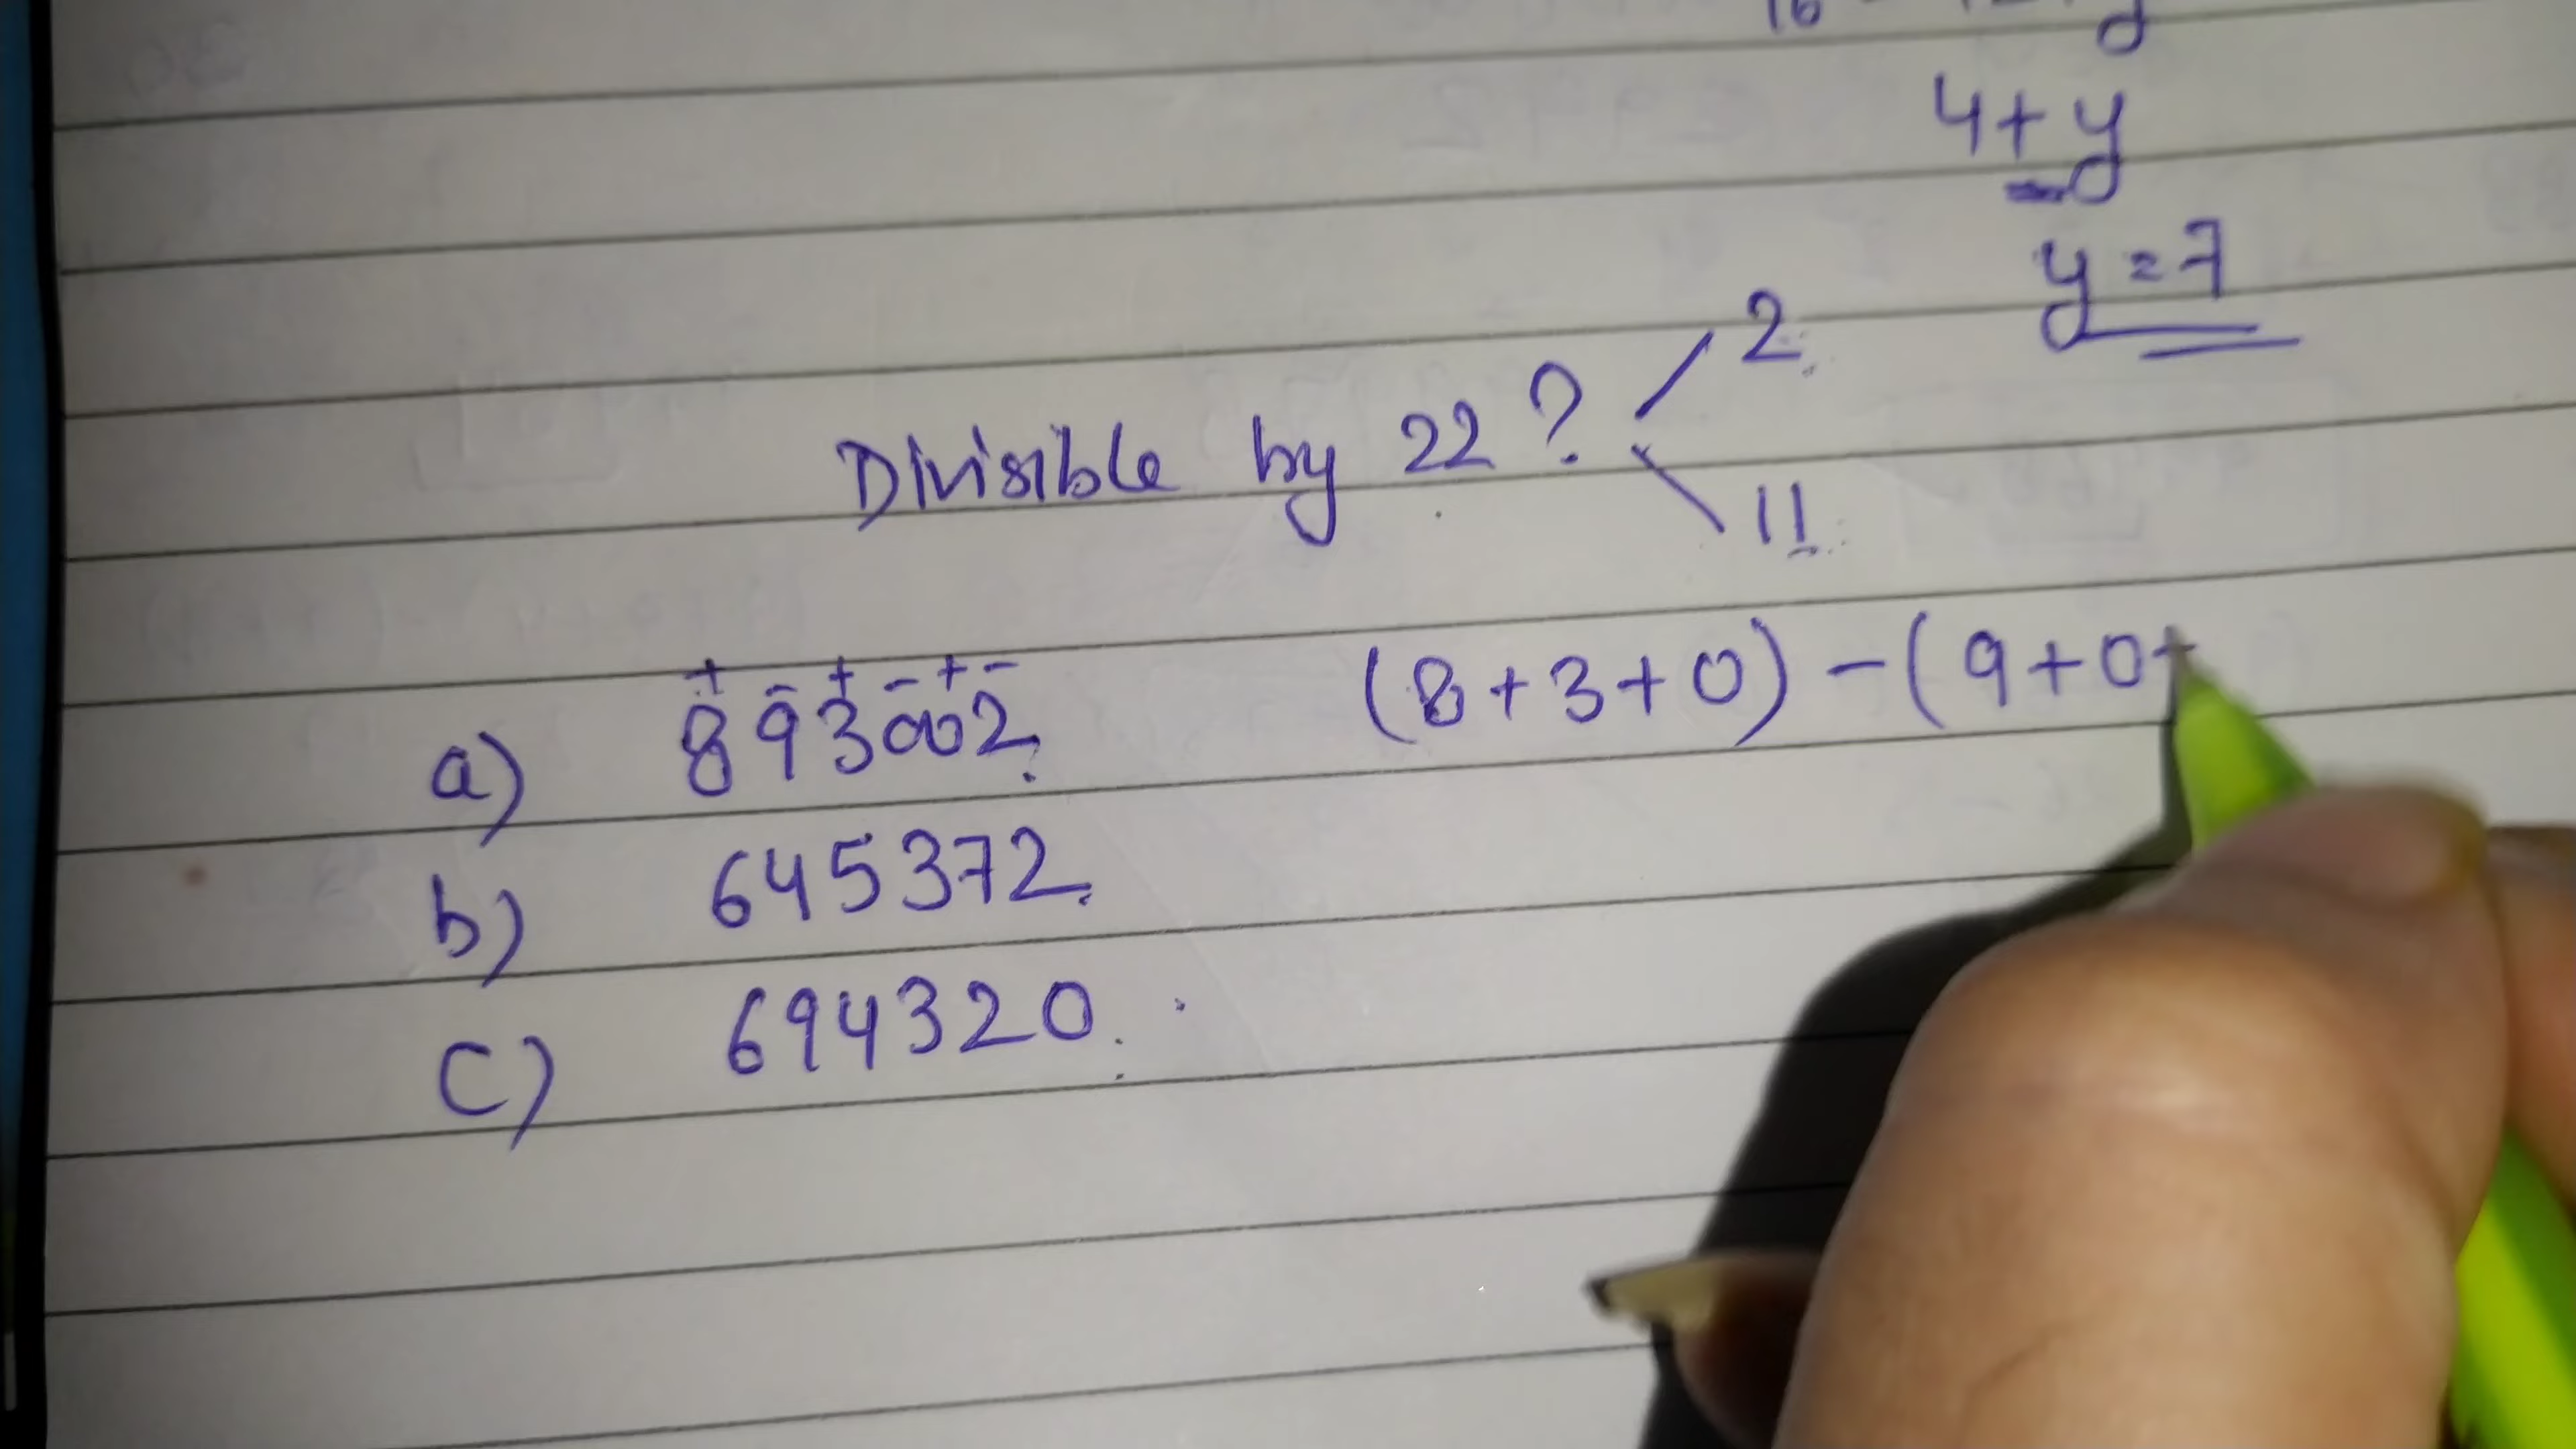 4+y
y=7
Divisible by 22? 2
11
+ - + - + -
a) 893002 (8+3+0)-(9+0+
b) 645372
c) 694320